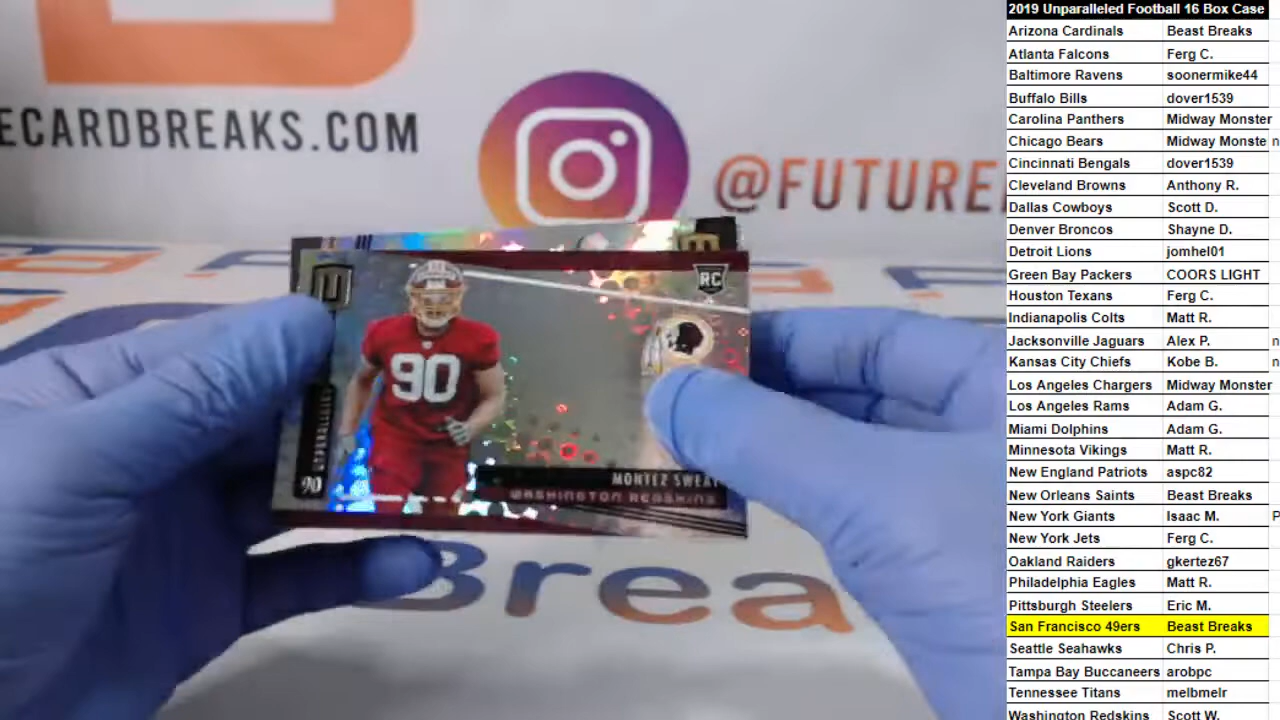 ECARDBREAKS.COM
@FUTURE
RC
90
UNPARALLELED
90
MONTEZ SWEAT
WASHINGTON REDSKINS
Brea
2019 Unparalleled Football 16 Box Case
Arizona Cardinals Beast Breaks
Atlanta Falcons Ferg C.
Baltimore Ravens soonermike44
Buffalo Bills dover1539
Carolina Panthers Midway Monster
Chicago Bears Midway Monste n
Cincinnati Bengals dover1539
Cleveland Browns Anthony R.
Dallas Cowboys Scott D.
Denver Broncos Shayne D.
Detroit Lions jomhel01
Green Bay Packers COORS LIGHT
Houston Texans Ferg C.
Indianapolis Colts Matt R.
Jacksonville Jaguars Alex P. n
Kansas City Chiefs Kobe B. n
Los Angeles Chargers Midway Monster
Los Angeles Rams Adam G.
Miami Dolphins Adam G.
Minnesota Vikings Matt R.
New England Patriots aspc82
New Orleans Saints Beast Breaks
New York Giants Isaac M. P
New York Jets Ferg C.
Oakland Raiders gkertez67
Philadelphia Eagles Matt R.
Pittsburgh Steelers Eric M.
San Francisco 49ers Beast Breaks
Seattle Seahawks Chris P.
Tampa Bay Buccaneers arobpc
Tennessee Titans melbmelr
Washington Redskins Scott W.